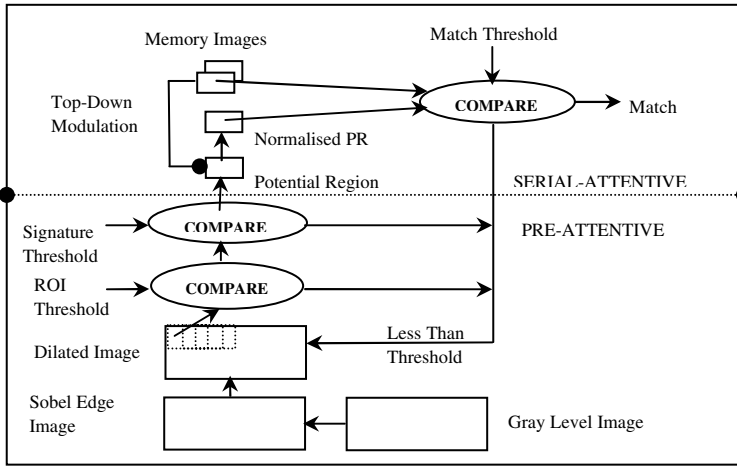 Memory Images
Match Threshold
Top-Down
Modulation
COMPARE
Match
Normalised PR
Potential Region
SERIAL-ATTENTIVE
Signature
Threshold
COMPARE
PRE-ATTENTIVE
ROI
Threshold
COMPARE
Dilated Image
Less Than
Threshold
Sobel Edge
Image
Gray Level Image